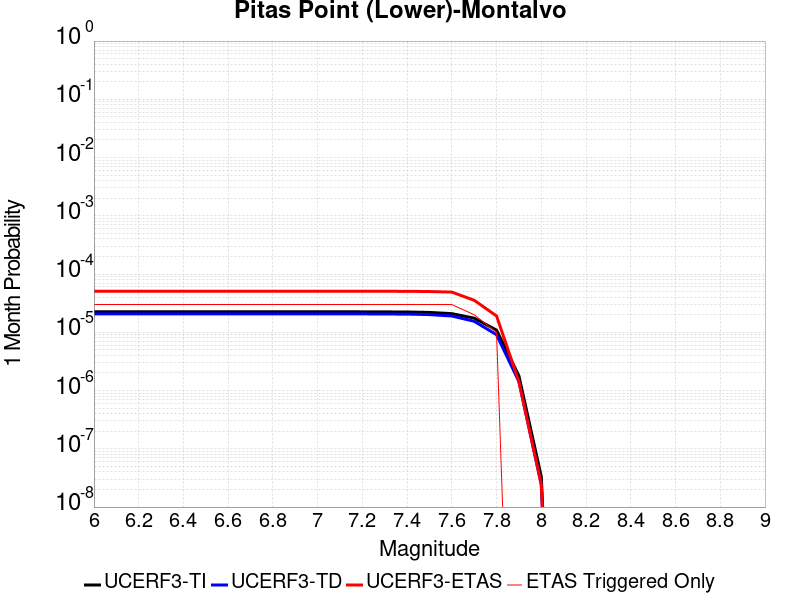 Pitas Point (Lower)-Montalvo
10^0
10^-1
10^-2
10^-3
10^-4
10^-5
10^-6
10^-7
10^-8
1 Month Probability
6 6.2 6.4 6.6 6.8 7 7.2 7.4 7.6 7.8 8 8.2 8.4 8.6 8.8 9
Magnitude
UCERF3-TI UCERF3-TD UCERF3-ETAS ETAS Triggered Only